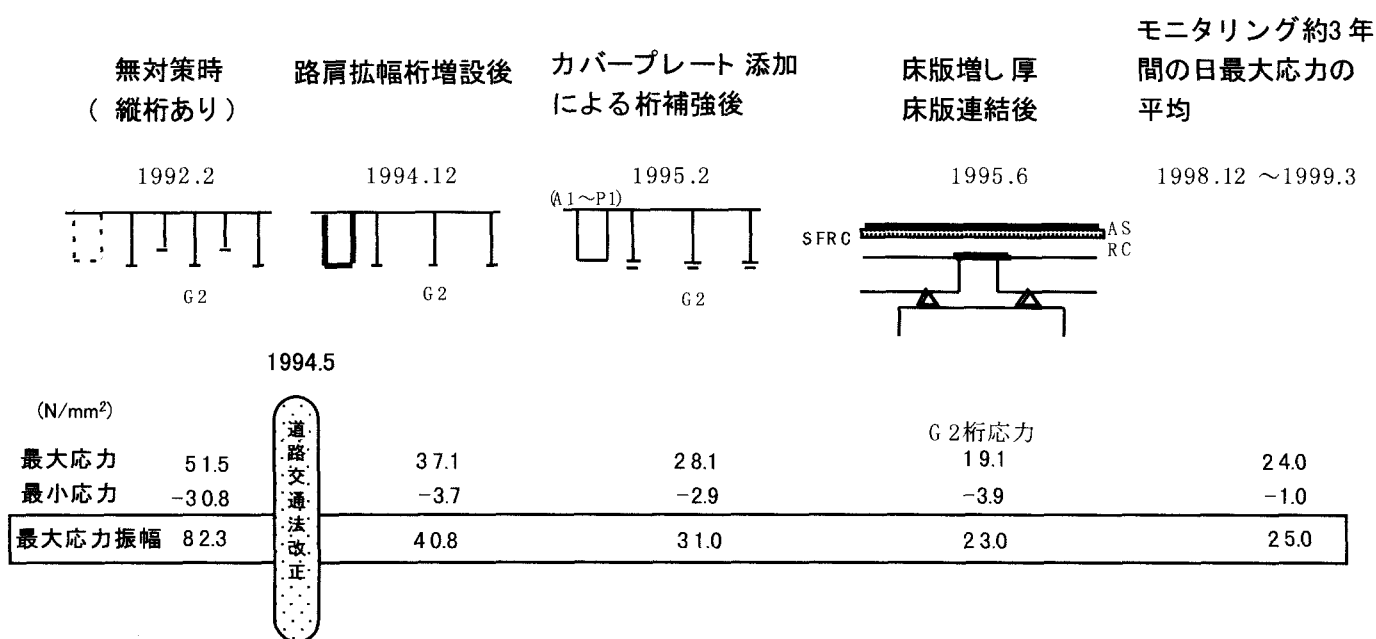 無対策時
(縦桁あり)
路肩拡幅桁増設後
カバープレート添加
による桁補強後
床版増し厚
床版連結後
モニタリング約3年
間の日最大応力の
平均
1992.2
1994.12
1995.2
1995.6
1998.12 ～1999.3
(A1～P1)
SFRC
AS
RC
G2
G2
G2
1994.5
道路交通法改正
(N/mm²)
G2桁応力
最大応力 51.5 37.1 28.1 19.1 24.0
最小応力 −30.8 −3.7 −2.9 −3.9 −1.0
最大応力振幅 82.3 40.8 31.0 23.0 25.0